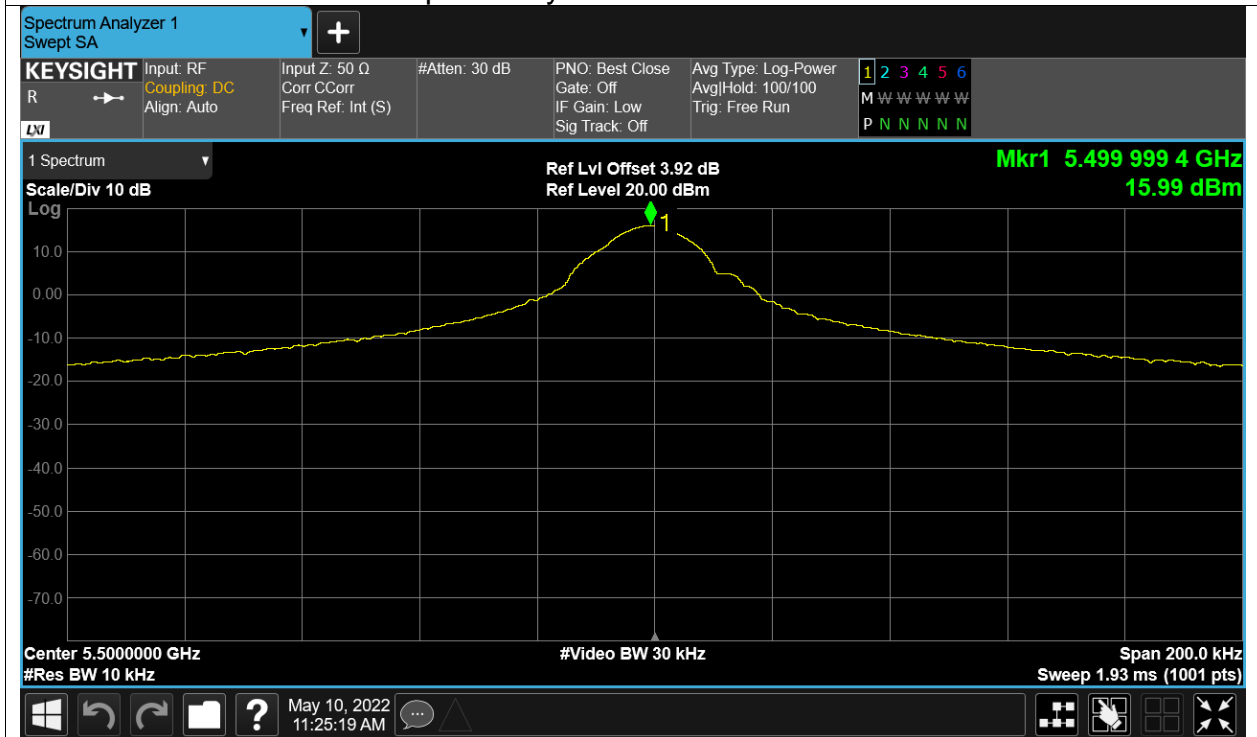 Spectrum Analyzer 1
Swept SA
KEYSIGHT
R
LXI
Input: RF
Coupling: DC
Align: Auto
Input Z: 50 Ω
Corr CCorr
Freq Ref: Int (S)
#Atten: 30 dB
PNO: Best Close
Gate: Off
IF Gain: Low
Sig Track: Off
Avg Type: Log-Power
Avg|Hold: 100/100
Trig: Free Run
1 2 3 4 5 6
M W W W W W
P N N N N N N
1 Spectrum
Scale/Div 10 dB
Log
Ref Lvl Offset 3.92 dB
Ref Level 20.00 dBm
Mkr1 5.499 999 4 GHz
15.99 dBm
1
10.0
0.00
-10.0
-20.0
-30.0
-40.0
-50.0
-60.0
-70.0
Center 5.5000000 GHz
#Res BW 10 kHz
#Video BW 30 kHz
Span 200.0 kHz
Sweep 1.93 ms (1001 pts)
?
May 10, 2022
11:25:19 AM